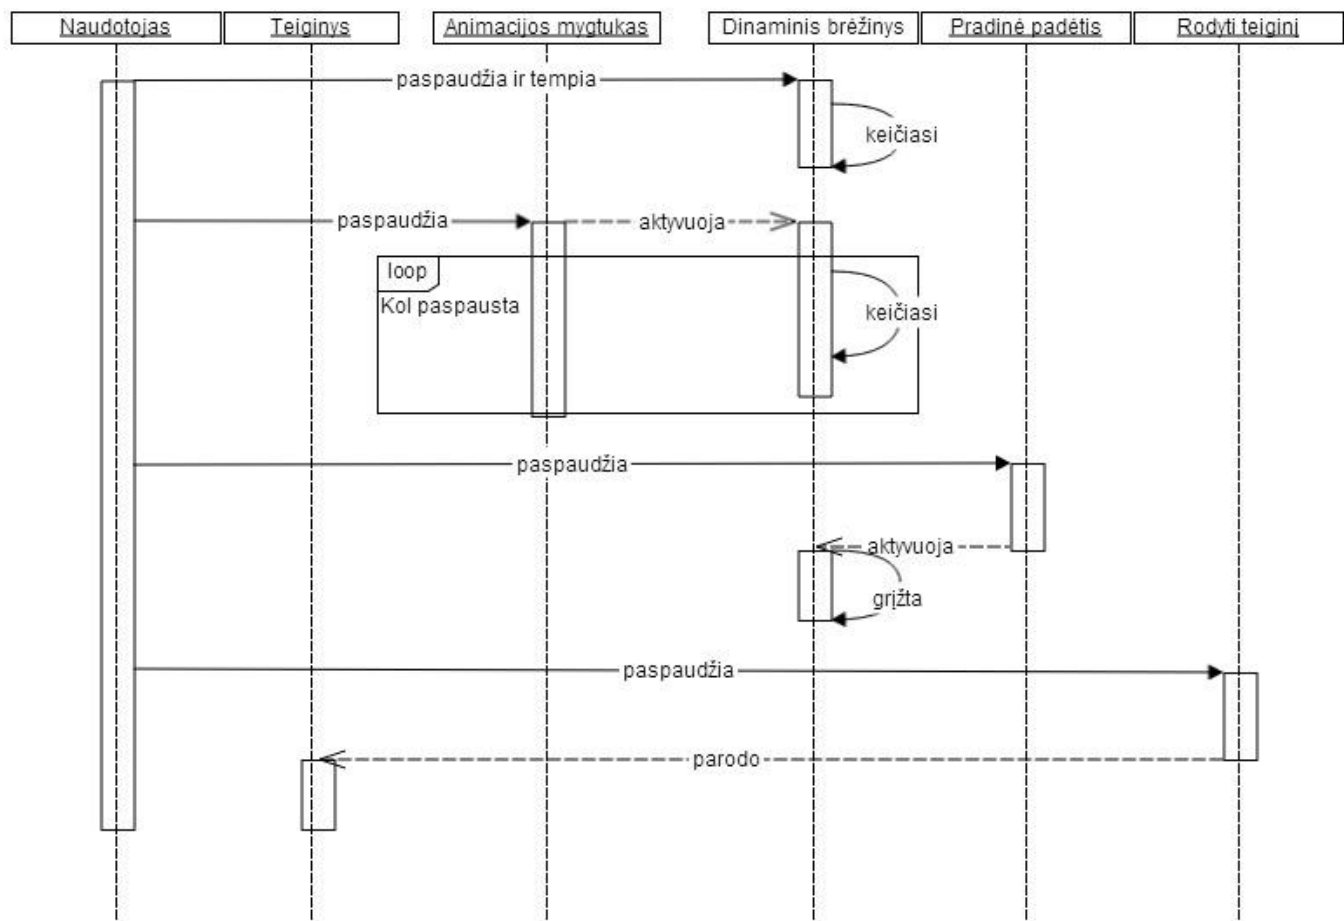 Naudotojas
Teiginys
Animacijos mygtukas
Dinaminis brėžinys
Pradinė padėtis
Rodyti teiginį
paspaudžia ir tempia
keičiasi
paspaudžia
aktyvuoja
loop
Kol paspausta
keičiasi
paspaudžia
aktyvuoja
grįžta
paspaudžia
parodo